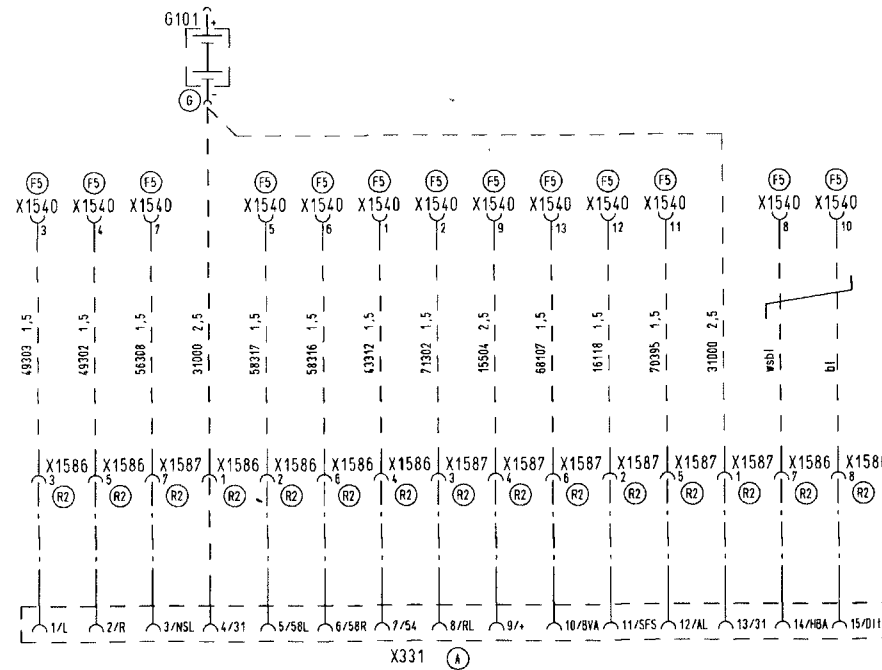 G101 +
G -
F5 F5 F5 F5 F5 F5 F5 F5 F5 F5 F5 F5 F5
X1540 X1540 X1540 X1540 X1540 X1540 X1540 X1540 X1540 X1540 X1540 X1540 X1540
3 4 7 5 6 1 2 9 13 12 11 8 10
49303 1,5
49302 1,5
56308 1,5
31000 2,5
58317 1,5
58316 1,5
43312 1,5
71302 1,5
15504 2,5
68107 1,5
16118 1,5
70395 1,5
31000 2,5
wsbl
bl
X1586 X1586 X1587 X1586 X1586 X1586 X1586 X1587 X1587 X1587 X1587 X1587 X1587 X1586 X158
3 5 7 1 2 6 4 3 4 6 2 5 1 7 8
R2 R2 R2 R2 R2 R2 R2 R2 R2 R2 R2 R2 R2 R2 R2
1/L 2/R 3/NSL 4/31 5/58L 6/58R 7/54 8/RL 9/+ 10/BVA 11/SFS 12/AL 13/31 14/HBA
X331 A